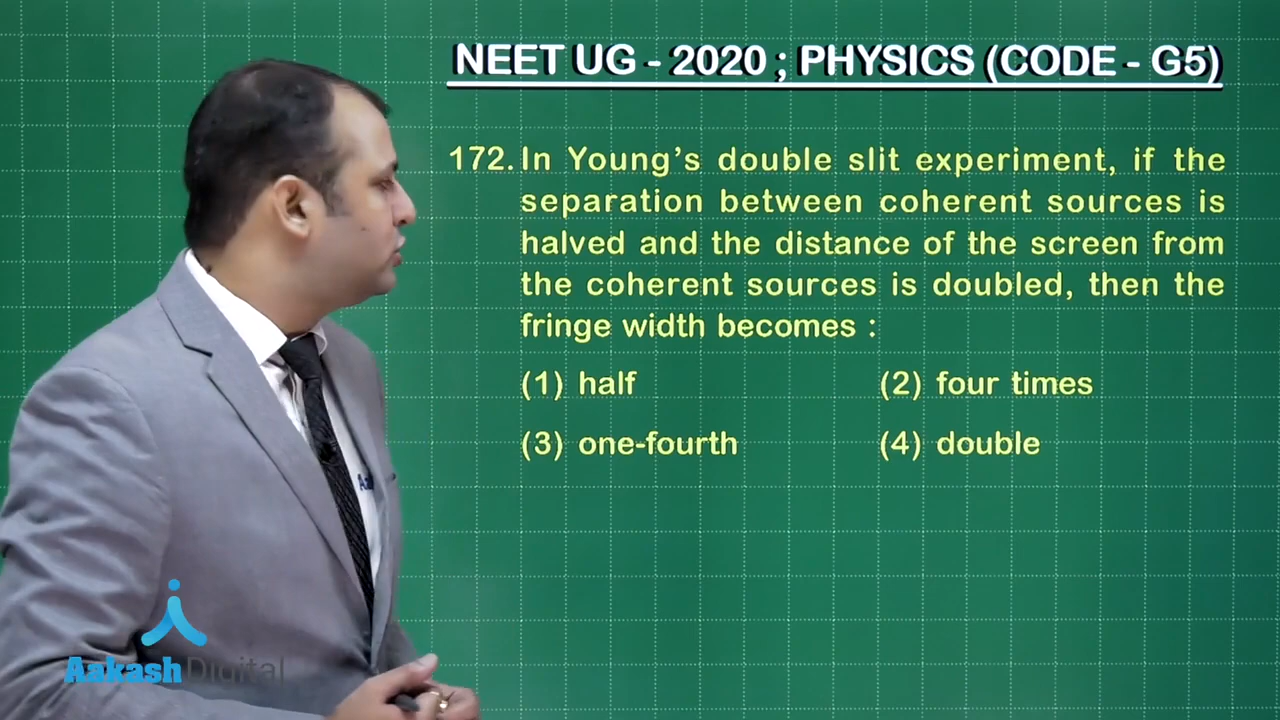 NEET UG - 2020 ; PHYSICS (CODE - G5)
172. In Young's double slit experiment, if the
separation between coherent sources is
halved and the distance of the screen from
the coherent sources is doubled, then the
fringe width becomes :
(1) half (2) four times
(3) one-fourth (4) double
Aakash Digital